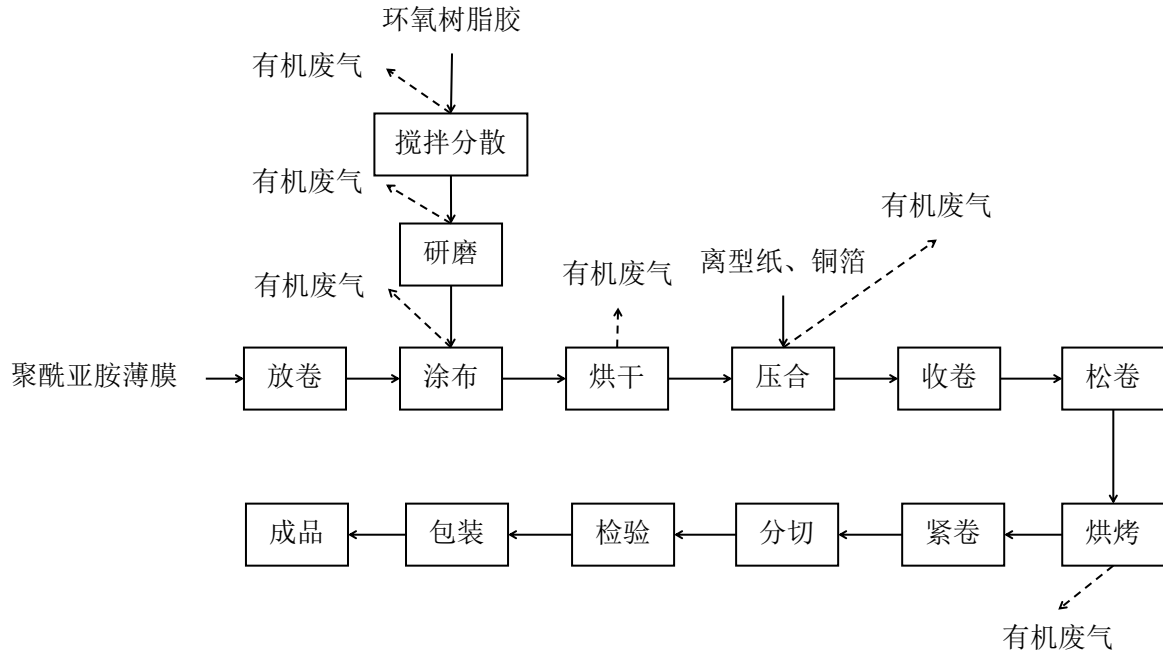 环氧树脂胶
有机废气
搅拌分散
有机废气
研磨
有机废气
有机废气
离型纸、铜箔
有机废气
聚酰亚胺薄膜
放卷
涂布
烘干
压合
收卷
松卷
成品
包装
检验
分切
紧卷
烘烤
有机废气